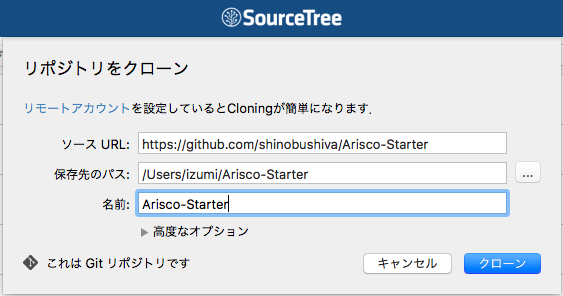 SourceTree
リポジトリをクローン
リモートアカウントを設定しているとCloningが簡単になります.
ソース URL: https://github.com/shinobushiva/Arisco-Starter
保存先のパス: /Users/izumi/Arisco-Starter ...
名前: Arisco-Starter
高度なオプション
これは Git リポジトリです キャンセル クローン